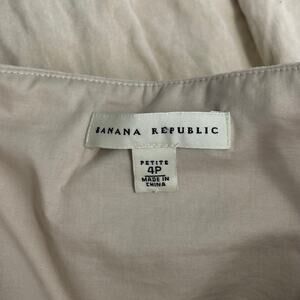 BANANA REPUBLIC
PETITE
4P
MADE IN
CHINA